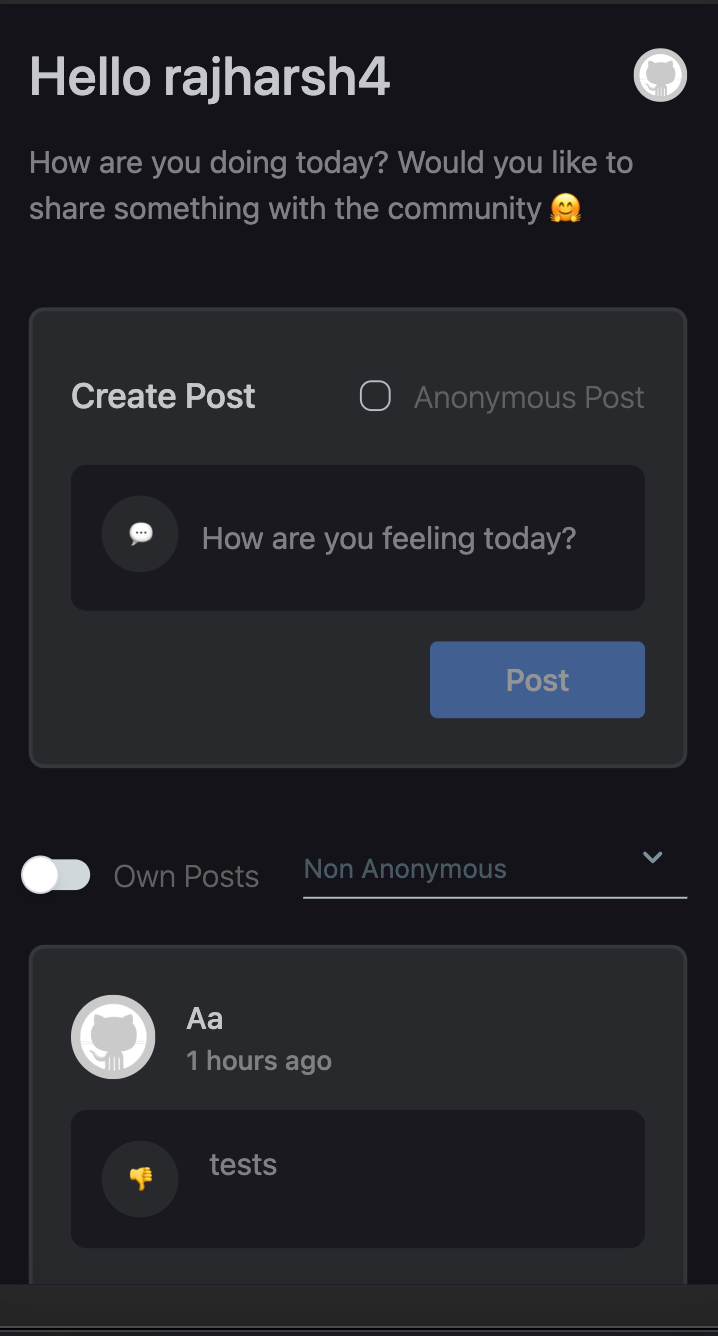 Hello rajharsh4
How are you doing today? Would you like to
share something with the community 🤗
Create Post
Anonymous Post
How are you feeling today?
Post
Own Posts
Non Anonymous
Aa
1 hours ago
tests